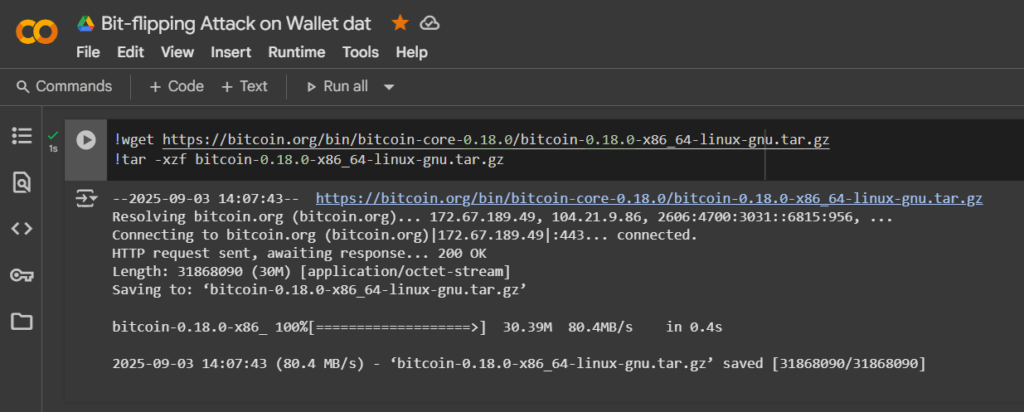 Bit-flipping Attack on Wallet dat
File Edit View Insert Runtime Tools Help
Commands + Code + Text Run all
1s
!wget https://bitcoin.org/bin/bitcoin-core-0.18.0/bitcoin-0.18.0-x86_64-linux-gnu.tar.gz
!tar -xzf bitcoin-0.18.0-x86_64-linux-gnu.tar.gz
--2025-09-03 14:07:43-- https://bitcoin.org/bin/bitcoin-core-0.18.0/bitcoin-0.18.0-x86_64-linux-gnu.tar.gz
Resolving bitcoin.org (bitcoin.org)... 172.67.189.49, 104.21.9.86, 2606:4700:3031::6815:956, ...
Connecting to bitcoin.org (bitcoin.org)|172.67.189.49|:443... connected.
HTTP request sent, awaiting response... 200 OK
Length: 31868090 (30M) [application/octet-stream]
Saving to: ‘bitcoin-0.18.0-x86_64-linux-gnu.tar.gz’
bitcoin-0.18.0-x86_ 100%[===================>] 30.39M 80.4MB/s in 0.4s
2025-09-03 14:07:43 (80.4 MB/s) - ‘bitcoin-0.18.0-x86_64-linux-gnu.tar.gz’ saved [31868090/31868090]